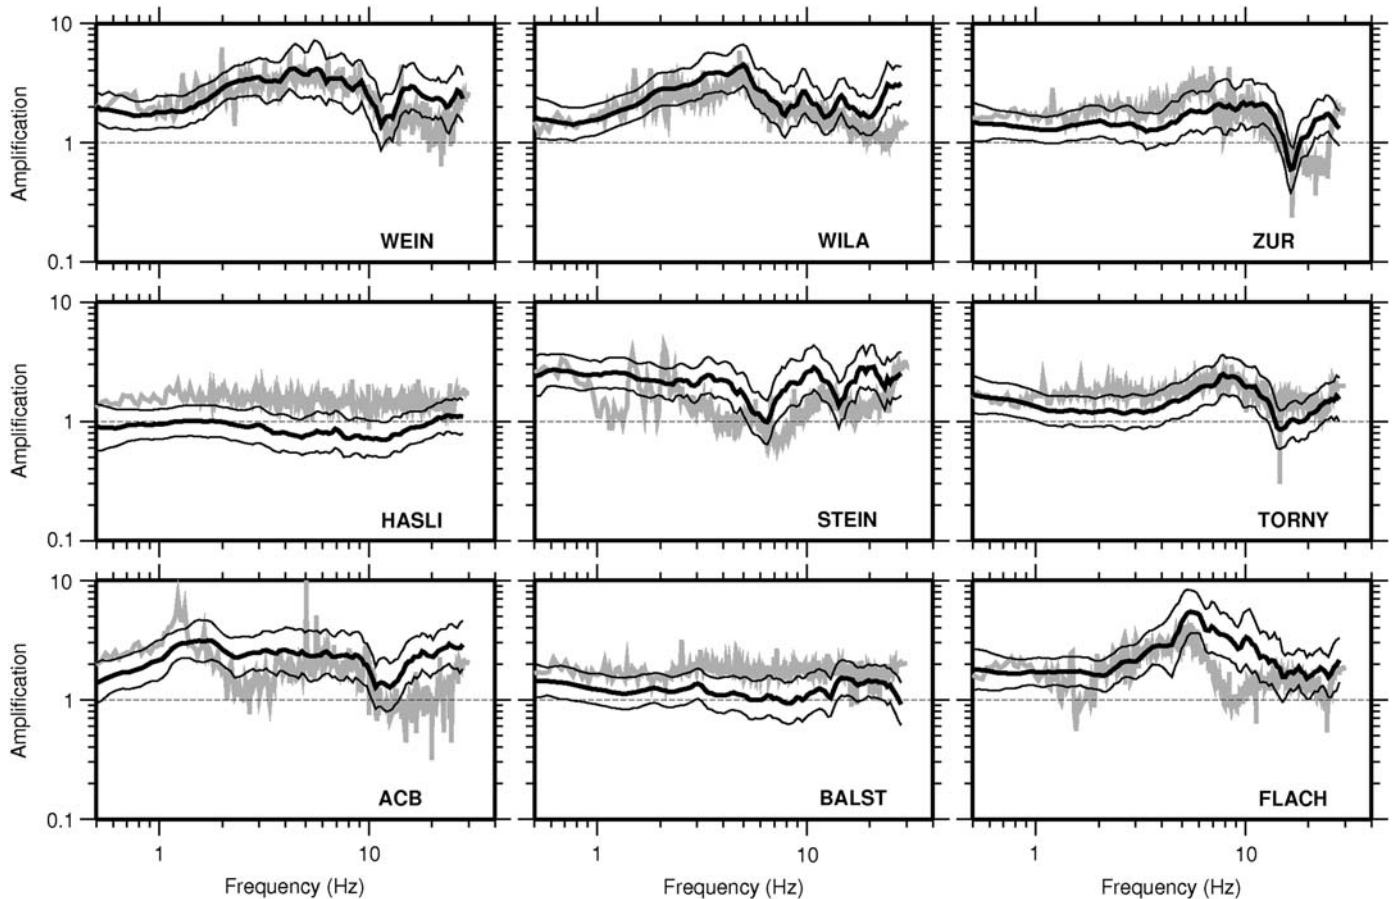 10
Amplification
1
0.1
WEIN
WILA
ZUR
10
Amplification
1
0.1
HASLI
STEIN
TORNY
10
Amplification
1
0.1
ACB
BALST
FLACH
1 10 1 10 1 10
Frequency (Hz) Frequency (Hz) Frequency (Hz)